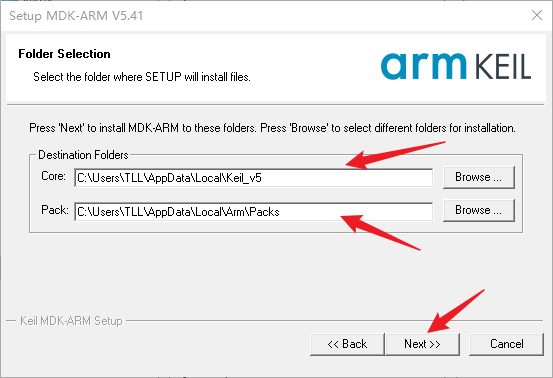 Setup MDK-ARM V5.41
Folder Selection
Select the folder where SETUP will install files.
arm KEIL
Press 'Next' to install MDK-ARM to these folders. Press 'Browse' to select different folders for installation.
Destination Folders
Core: C:\Users\TLL\AppData\Local\Keil_v5 Browse ...
Pack: C:\Users\TLL\AppData\Local\Arm\Packs Browse ...
Keil MDK-ARM Setup
<< Back Next >> Cancel